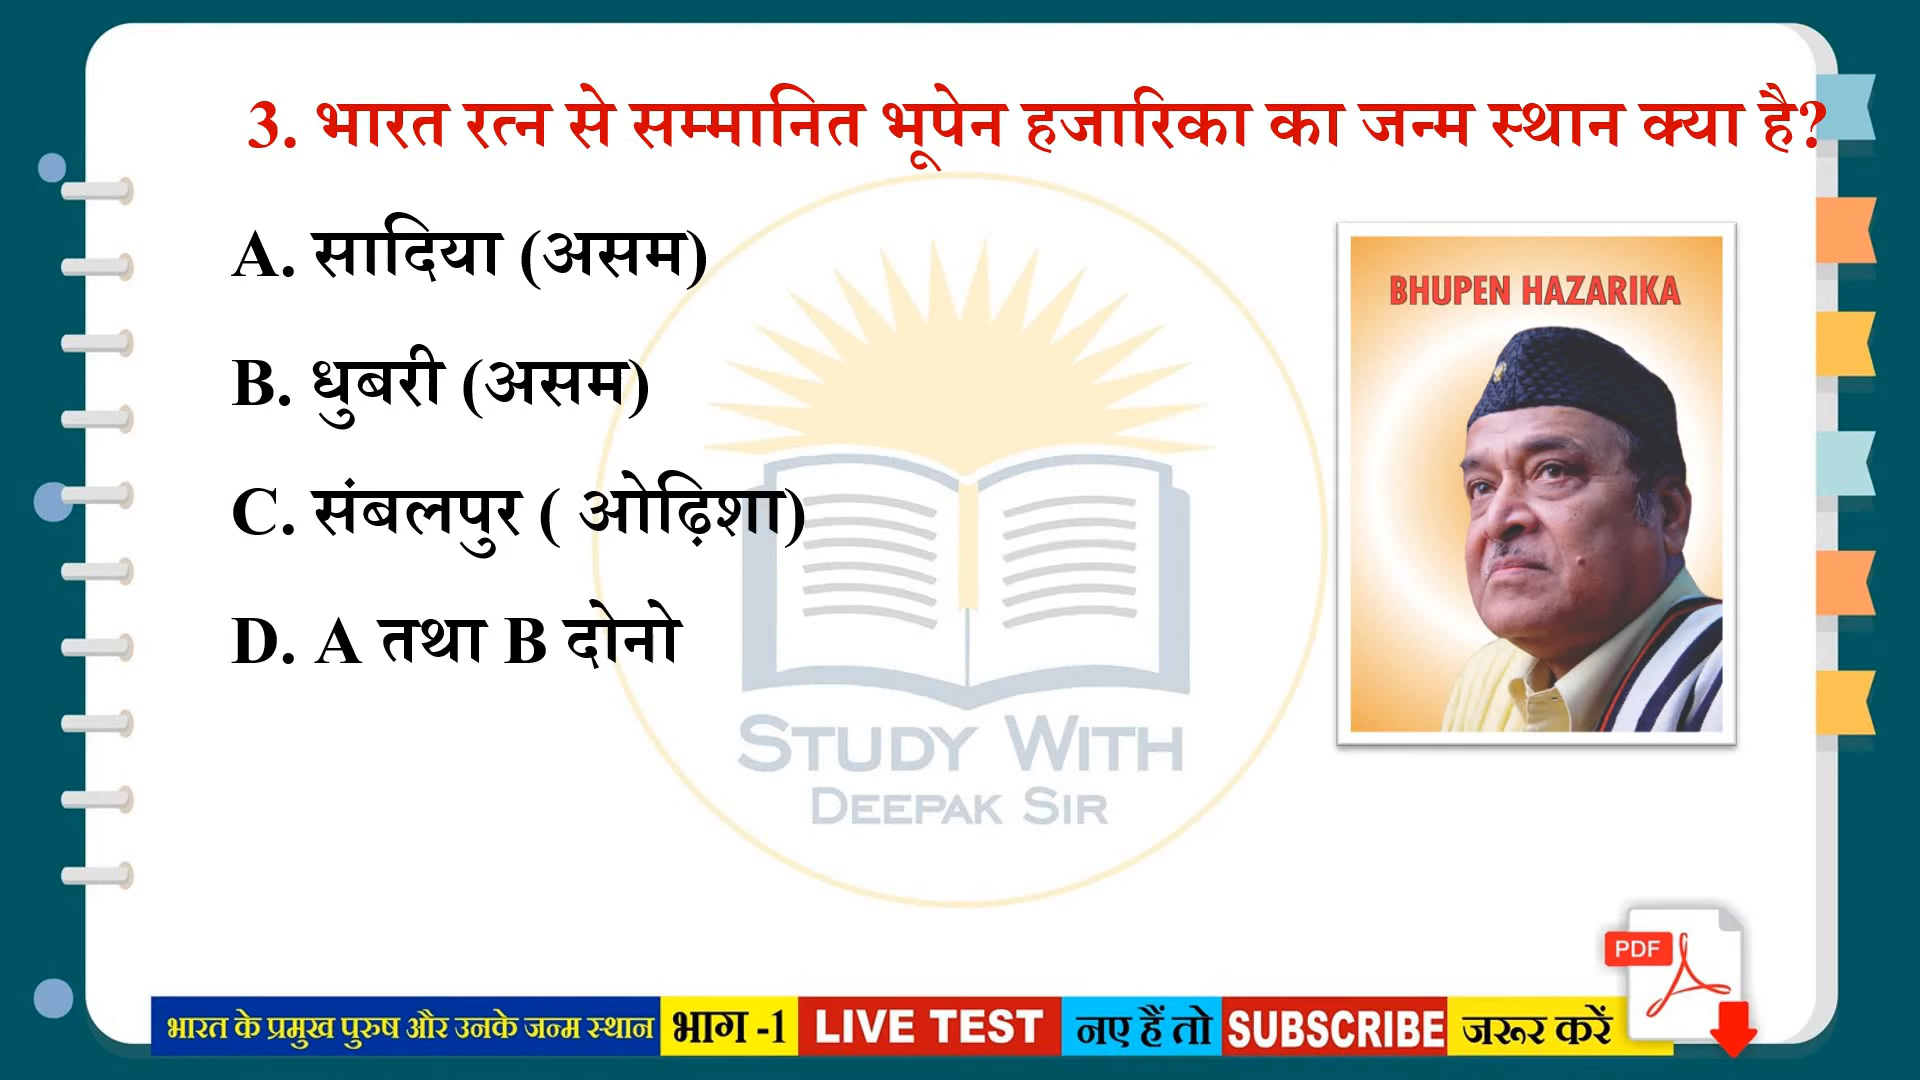 3. भारत रत्न से सम्मानित भूपेन हजारिका का जन्म स्थान क्या है?
A. सादिया (असम)
B. धुबरी (असम)
C. संबलपुर ( ओढ़िशा)
D. A तथा B दोनो
BHUPEN HAZARIKA
STUDY WITH
DEEPAK SIR
PDF
भारत के प्रमुख पुरुष और उनके जन्म स्थान भाग -1 LIVE TEST नए हैं तो SUBSCRIBE जरूर करें